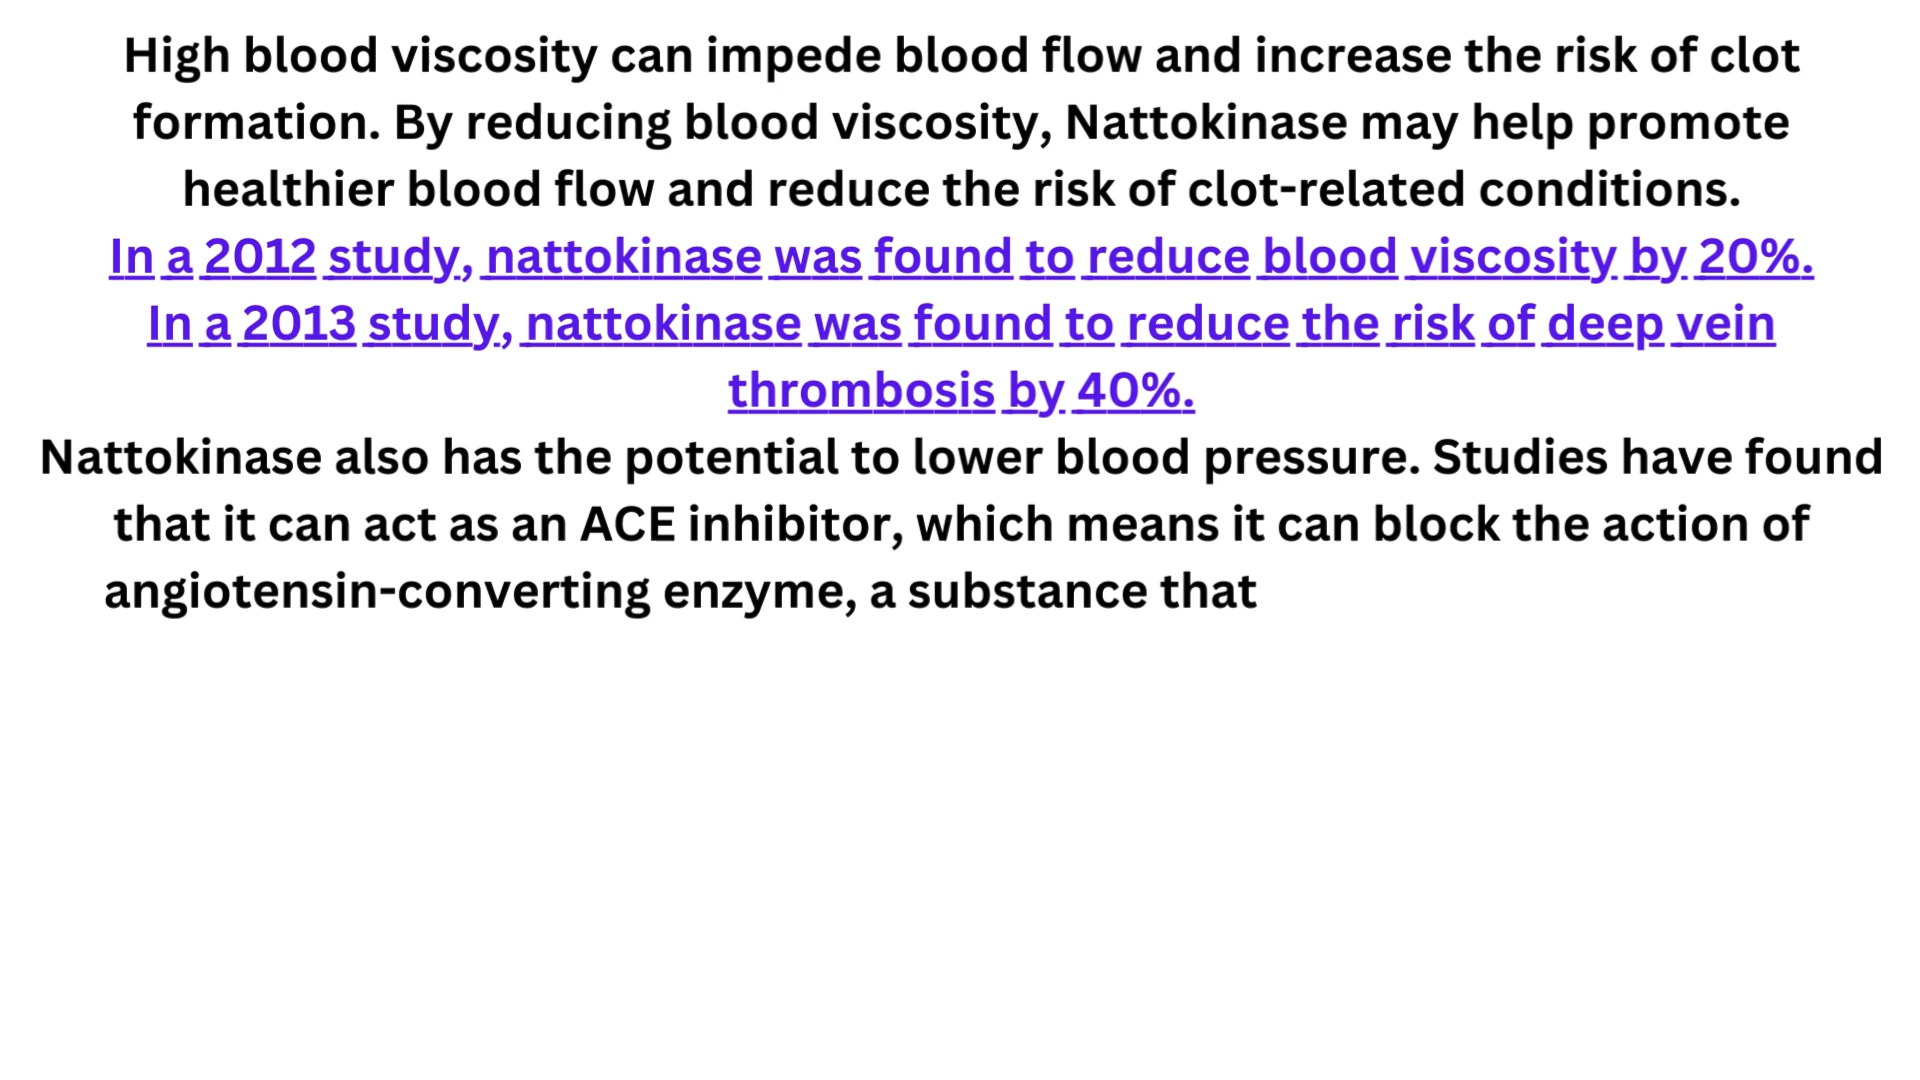 High blood viscosity can impede blood flow and increase the risk of clot
formation. By reducing blood viscosity, Nattokinase may help promote
healthier blood flow and reduce the risk of clot-related conditions.
In a 2012 study, nattokinase was found to reduce blood viscosity by 20%.
In a 2013 study, nattokinase was found to reduce the risk of deep vein
thrombosis by 40%.
Nattokinase also has the potential to lower blood pressure. Studies have found
that it can act as an ACE inhibitor, which means it can block the action of
angiotensin-converting enzyme, a substance that